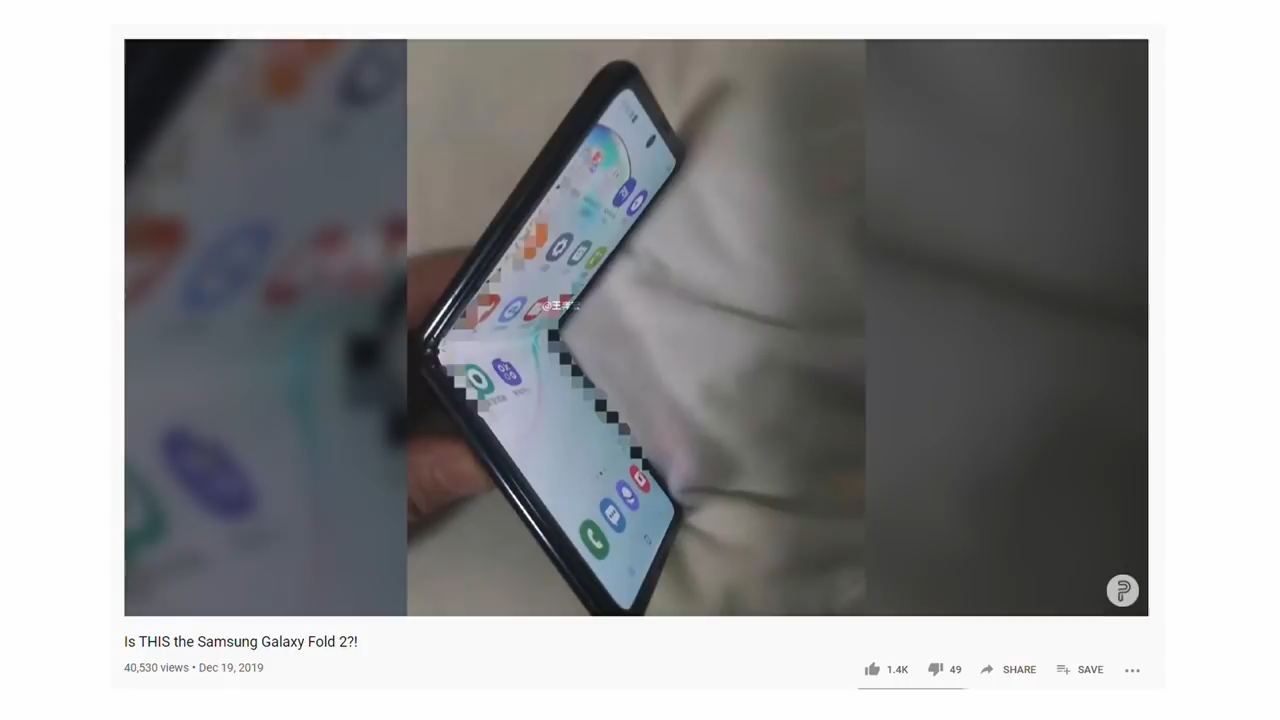 Is THIS the Samsung Galaxy Fold 2?!
40,530 views • Dec 19, 2019
1.4K 49 SHARE SAVE